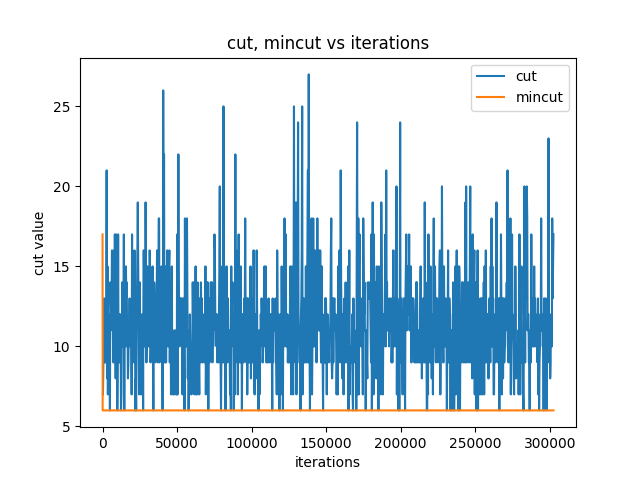 cut, mincut vs iterations
cut
mincut
25
20
15
10
5
cut value
0
50000
100000
150000
200000
250000
300000
iterations